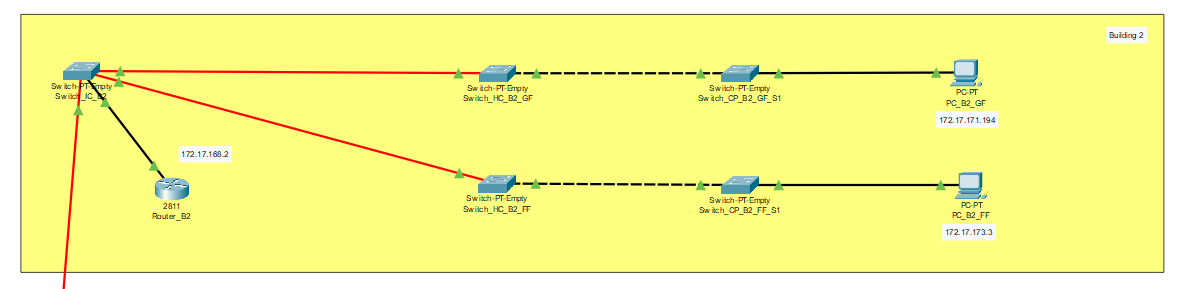 Building 2
Switch-PT-Empty
Switch_IC_B2
Switch-PT-Empty
Switch_HC_B2_GF
Switch-PT-Empty
Switch_CP_B2_GF_S1
PC-PT
PC_B2_GF
172.17.171.194
172.17.168.2
2811
Router_B2
Switch-PT-Empty
Switch_HC_B2_FF
Switch-PT-Empty
Switch_CP_B2_FF_S1
PC-PT
PC_B2_FF
172.17.173.3